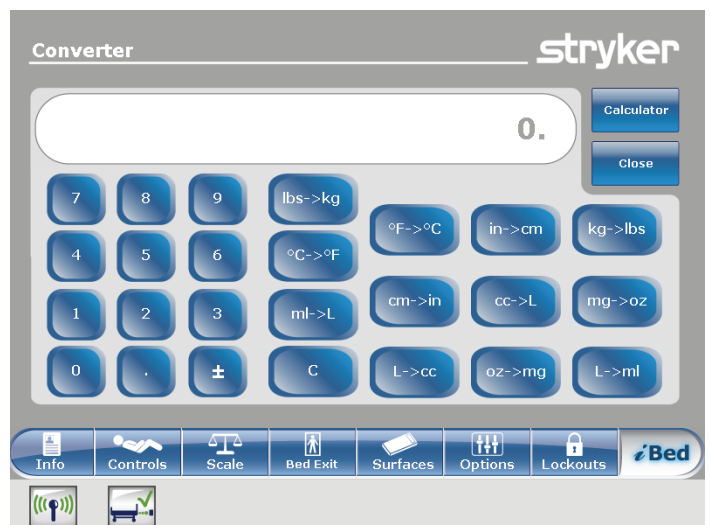 Converter
stryker
0.
Calculator
Close
7 8 9 lbs->kg
°F->°C in->cm kg->lbs
4 5 6 °C->°F
cm->in cc->L mg->oz
1 2 3 ml->L
0 . ± C L->cc oz->mg L->ml
Info Controls Scale Bed Exit Surfaces Options Lockouts iBed